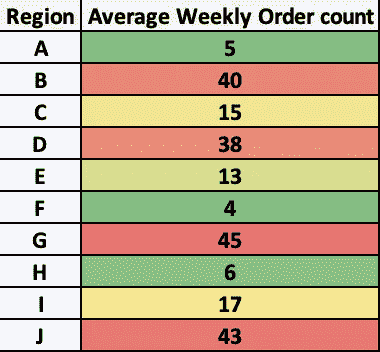 Region Average Weekly Order count
A 5
B 40
C 15
D 38
E 13
F 4
G 45
H 6
I 17
J 43